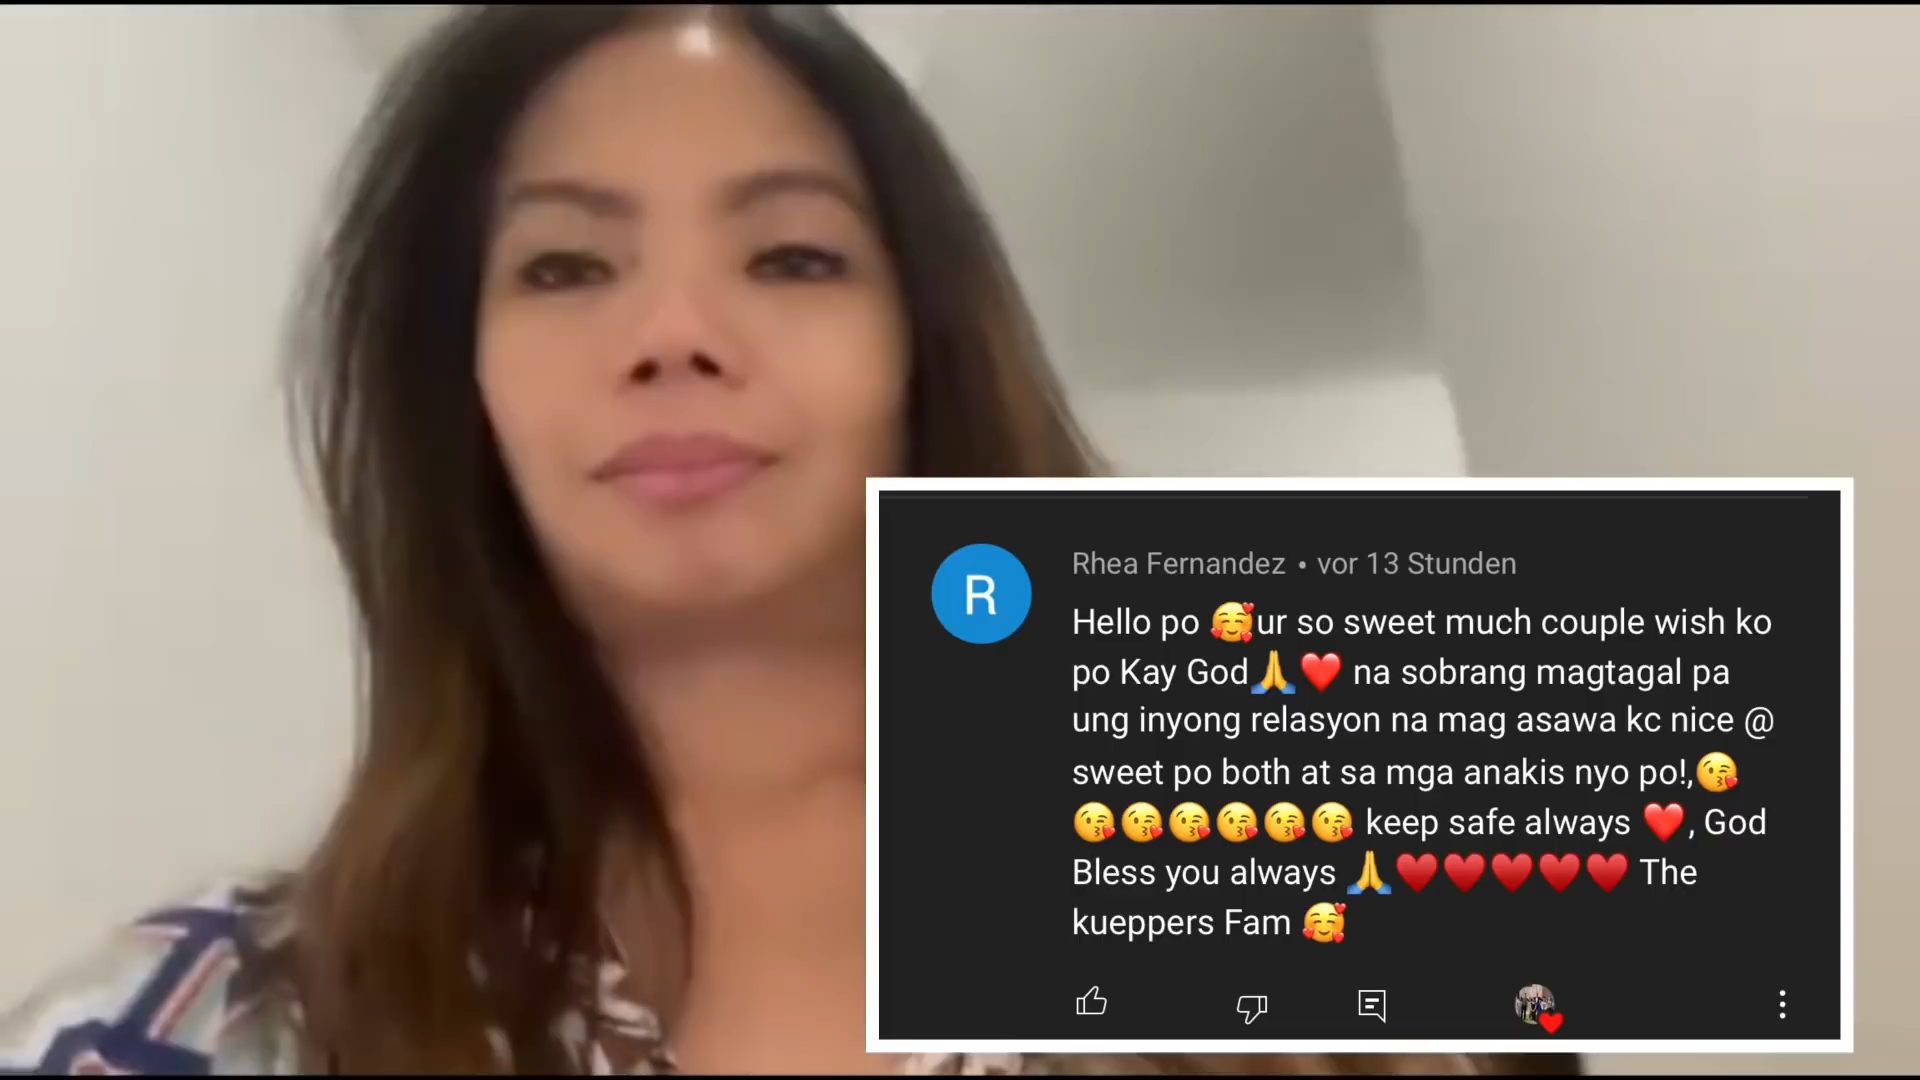 R
Rhea Fernandez • vor 13 Stunden
Hello po 🥰ur so sweet much couple wish ko
po Kay God🙏❤️ na sobrang magtagal pa
ung inyong relasyon na mag asawa kc nice @
sweet po both at sa mga anakis nyo po!,😘
😘😘😘😘😘😘 keep safe always ❤️, God
Bless you always 🙏❤️❤️❤️❤️❤️ The
kueppers Fam 🥰